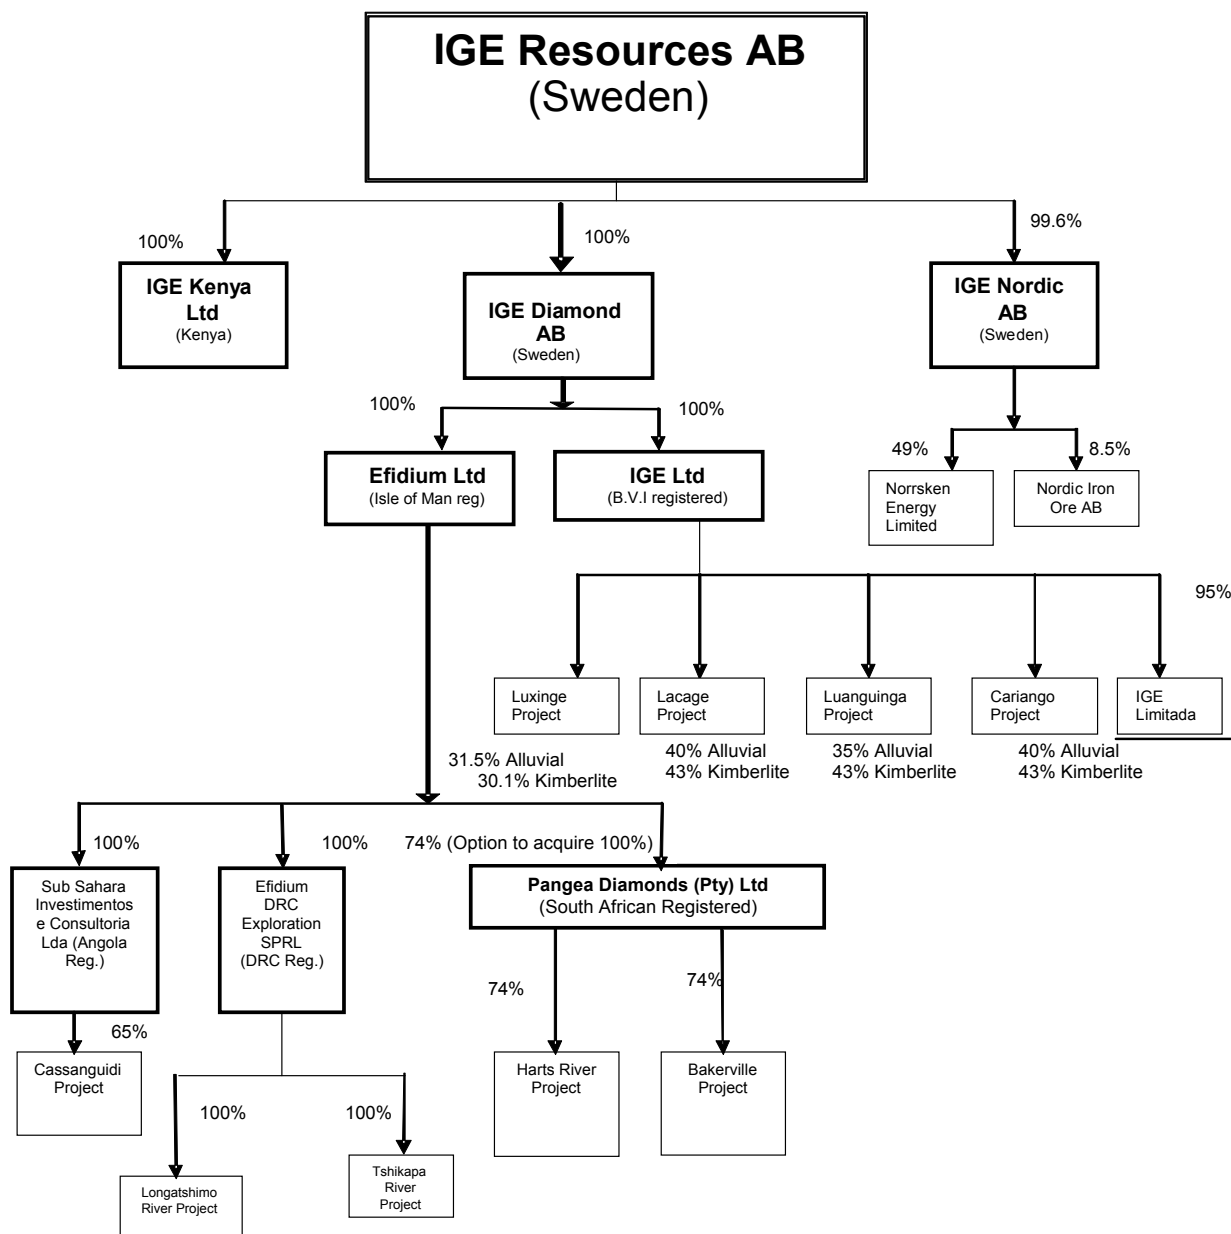 IGE Resources AB
(Sweden)
100%
100%
99.6%
IGE Kenya
Ltd
(Kenya)
IGE Diamond
AB
(Sweden)
IGE Nordic
AB
(Sweden)
100%
100%
49%
8.5%
Efidium Ltd
(Isle of Man reg)
IGE Ltd
(B.V.I registered)
Norrsken
Energy
Limited
Nordic Iron
Ore AB
95%
Luxinge
Project
Lacage
Project
Luanguinga
Project
Cariango
Project
IGE
Limitada
31.5% Alluvial
30.1% Kimberlite
40% Alluvial
43% Kimberlite
35% Alluvial
43% Kimberlite
40% Alluvial
43% Kimberlite
100%
100%
74% (Option to acquire 100%)
Sub Sahara
Investimentos
e Consultoria
Lda (Angola
Reg.)
Efidium
DRC
Exploration
SPRL
(DRC Reg.)
Pangea Diamonds (Pty) Ltd
(South African Registered)
65%
74%
74%
Cassanguidi
Project
Harts River
Project
Bakerville
Project
100%
100%
Longatshimo
River Project
Tshikapa
River
Project